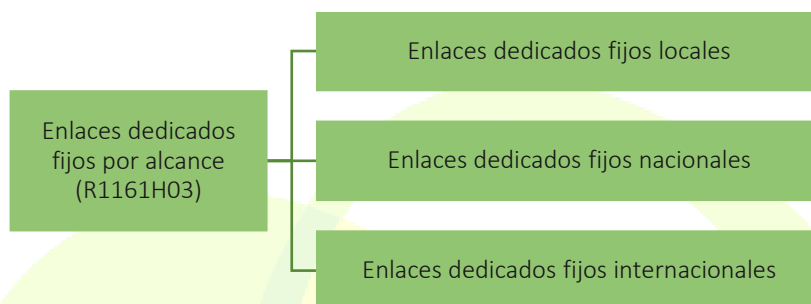 Enlaces dedicados
fijos por alcance
(R1161H03)
Enlaces dedicados fijos locales
Enlaces dedicados fijos nacionales
Enlaces dedicados fijos internacionales